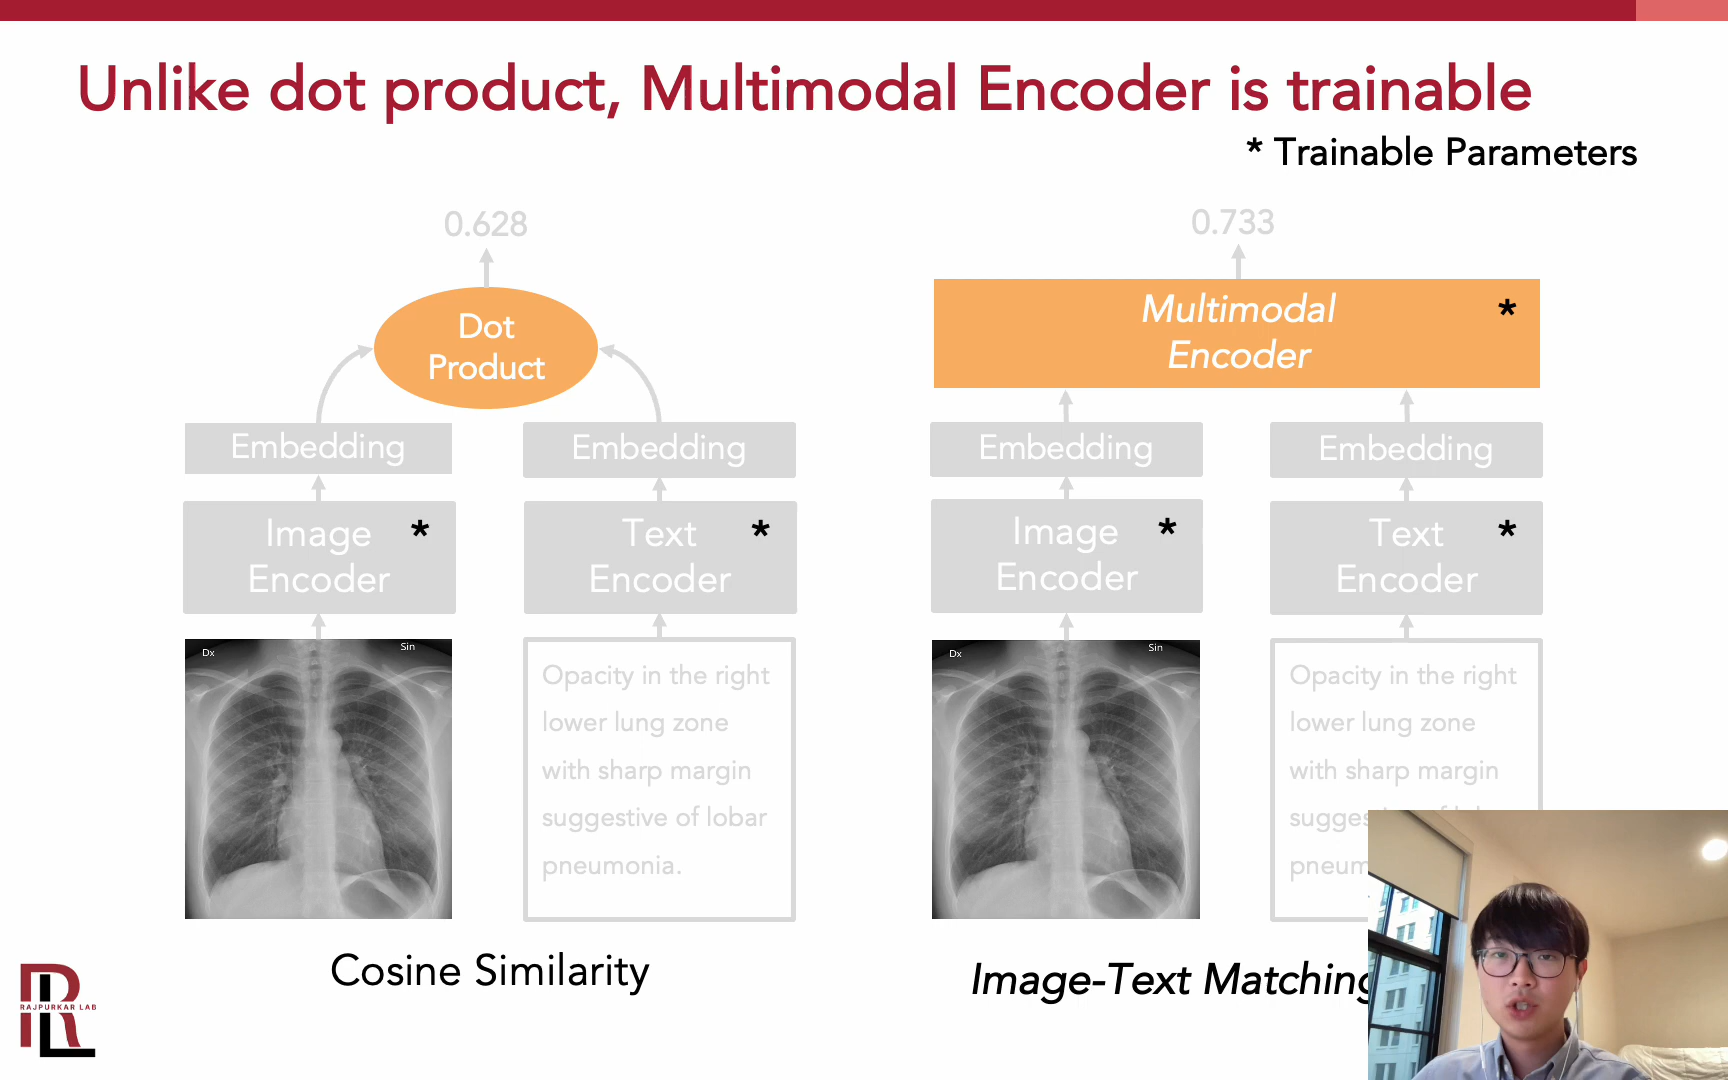 Unlike dot product, Multimodal Encoder is trainable
* Trainable Parameters
0.628
Dot
Product
Embedding
Embedding
Image
Encoder
*
Text
Encoder
*
Dx
Sin
Opacity in the right
lower lung zone
with sharp margin
suggestive of lobar
pneumonia.
Cosine Similarity
0.733
Multimodal
Encoder
*
Embedding
Embedding
Image
Encoder
*
Text
Encoder
*
Dx
Sin
Opacity in the right
lower lung zone
with sharp margin
Image-Text Matching
RAJPURKAR LAB